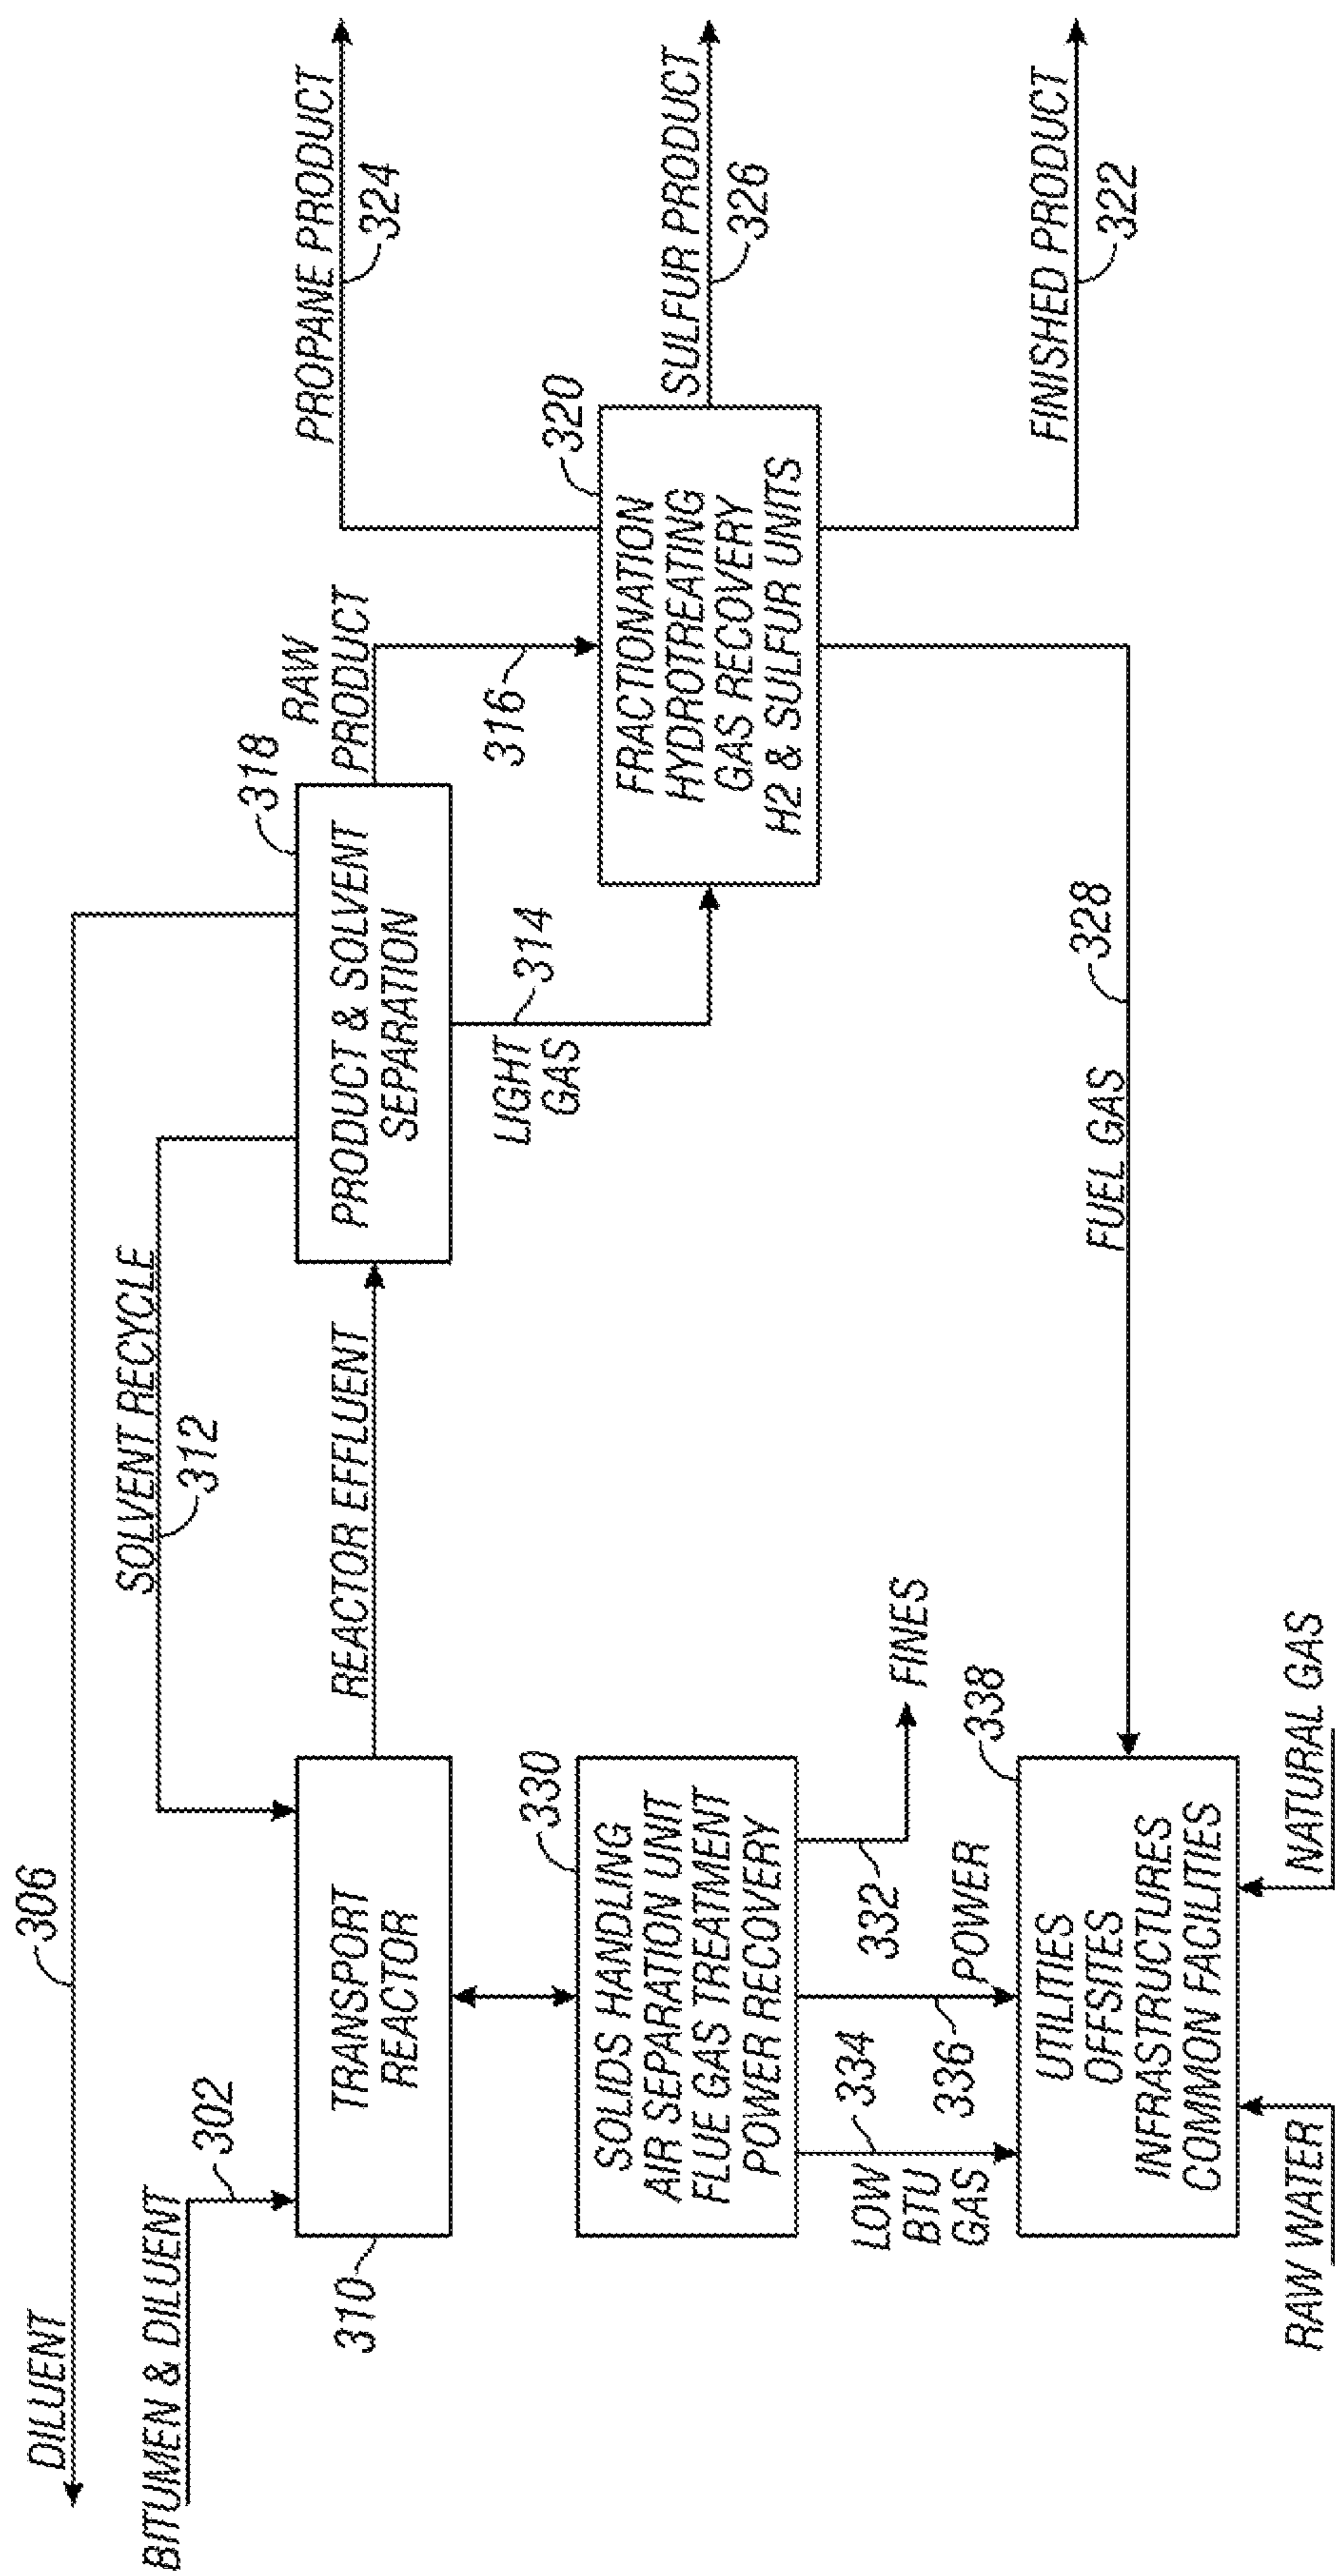 DILUENT
306
BITUMEN & DILUENT
302
SOLVENT RECYCLE
312
310
TRANSPORT
REACTOR
REACTOR EFFLUENT
318
PRODUCT & SOLVENT
SEPARATION
RAW
PRODUCT
316
LIGHT
GAS
314
320
FRACTIONATION
HYDROTREATING
GAS RECOVERY
H2 & SULFUR UNITS
PROPANE PRODUCT
324
SULFUR PRODUCT
326
FINISHED PRODUCT
322
330
SOLIDS HANDLING
AIR SEPARATION UNIT
FLUE GAS TREATMENT
POWER RECOVERY
332
FINES
LOW
BTU
GAS
334
336
POWER
338
UTILITIES
OFFSITES
INFRASTRUCTURES
COMMON FACILITIES
FUEL GAS
328
RAW WATER
NATURAL GAS